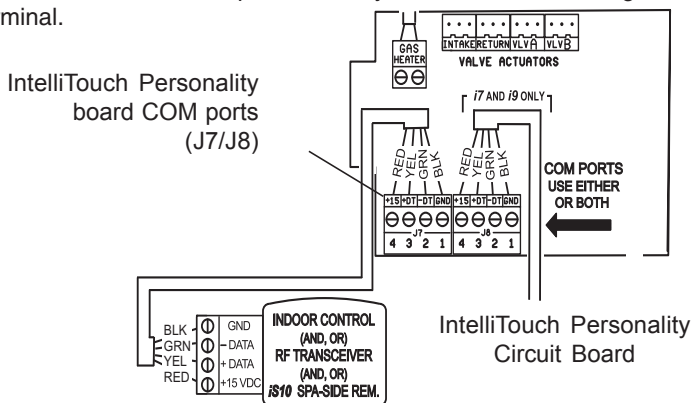 rminal.
INTAKE RETURN VLV A VLV B
VALVE ACTUATORS
GAS
HEATER
IntelliTouch Personality
board COM ports
(J7/J8)
i7 AND i9 ONLY
RED YEL GRN BLK
RED YEL GRN BLK
COM PORTS
USE EITHER
OR BOTH
+15 +DT -DT GND +15 +DT -DT GND
J7 J8
4 3 2 1 4 3 2 1
BLK GND
GRN - DATA
YEL + DATA
RED +15 VDC
INDOOR CONTROL
(AND, OR)
RF TRANSCEIVER
(AND, OR)
iS10 SPA-SIDE REM.
IntelliTouch Personality
Circuit Board